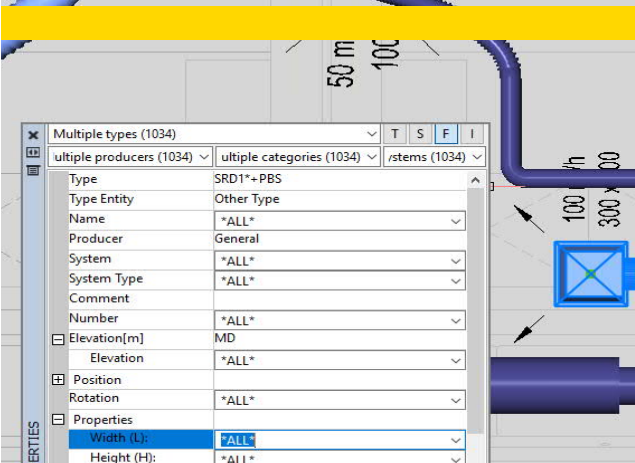 50 m
100
Multiple types (1034)
T S F I
ultiple producers (1034) ultiple categories (1034) stems (1034)
Type SRD1*+PBS
Type Entity Other Type
Name *ALL*
Producer General
System *ALL*
System Type *ALL*
Comment
Number *ALL*
Elevation[m] MD
Elevation *ALL*
Position
Rotation *ALL*
Properties
Width (L): *ALL*
Height (H): *ALL*
ERTIES
100 /h
300 x 00